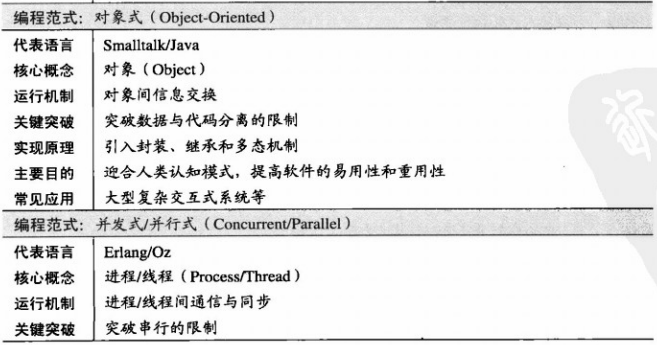 编程范式：对象式（Object-Oriented）
代表语言 Smalltalk/Java
核心概念 对象（Object）
运行机制 对象间信息交换
关键突破 突破数据与代码分离的限制
实现原理 引入封装、继承和多态机制
主要目的 迎合人类认知模式，提高软件的易用性和重用性
常见应用 大型复杂交互式系统等
编程范式：并发式/并行式（Concurrent/Parallel）
代表语言 Erlang/Oz
核心概念 进程/线程（Process/Thread）
运行机制 进程/线程间通信与同步
关键突破 突破串行的限制